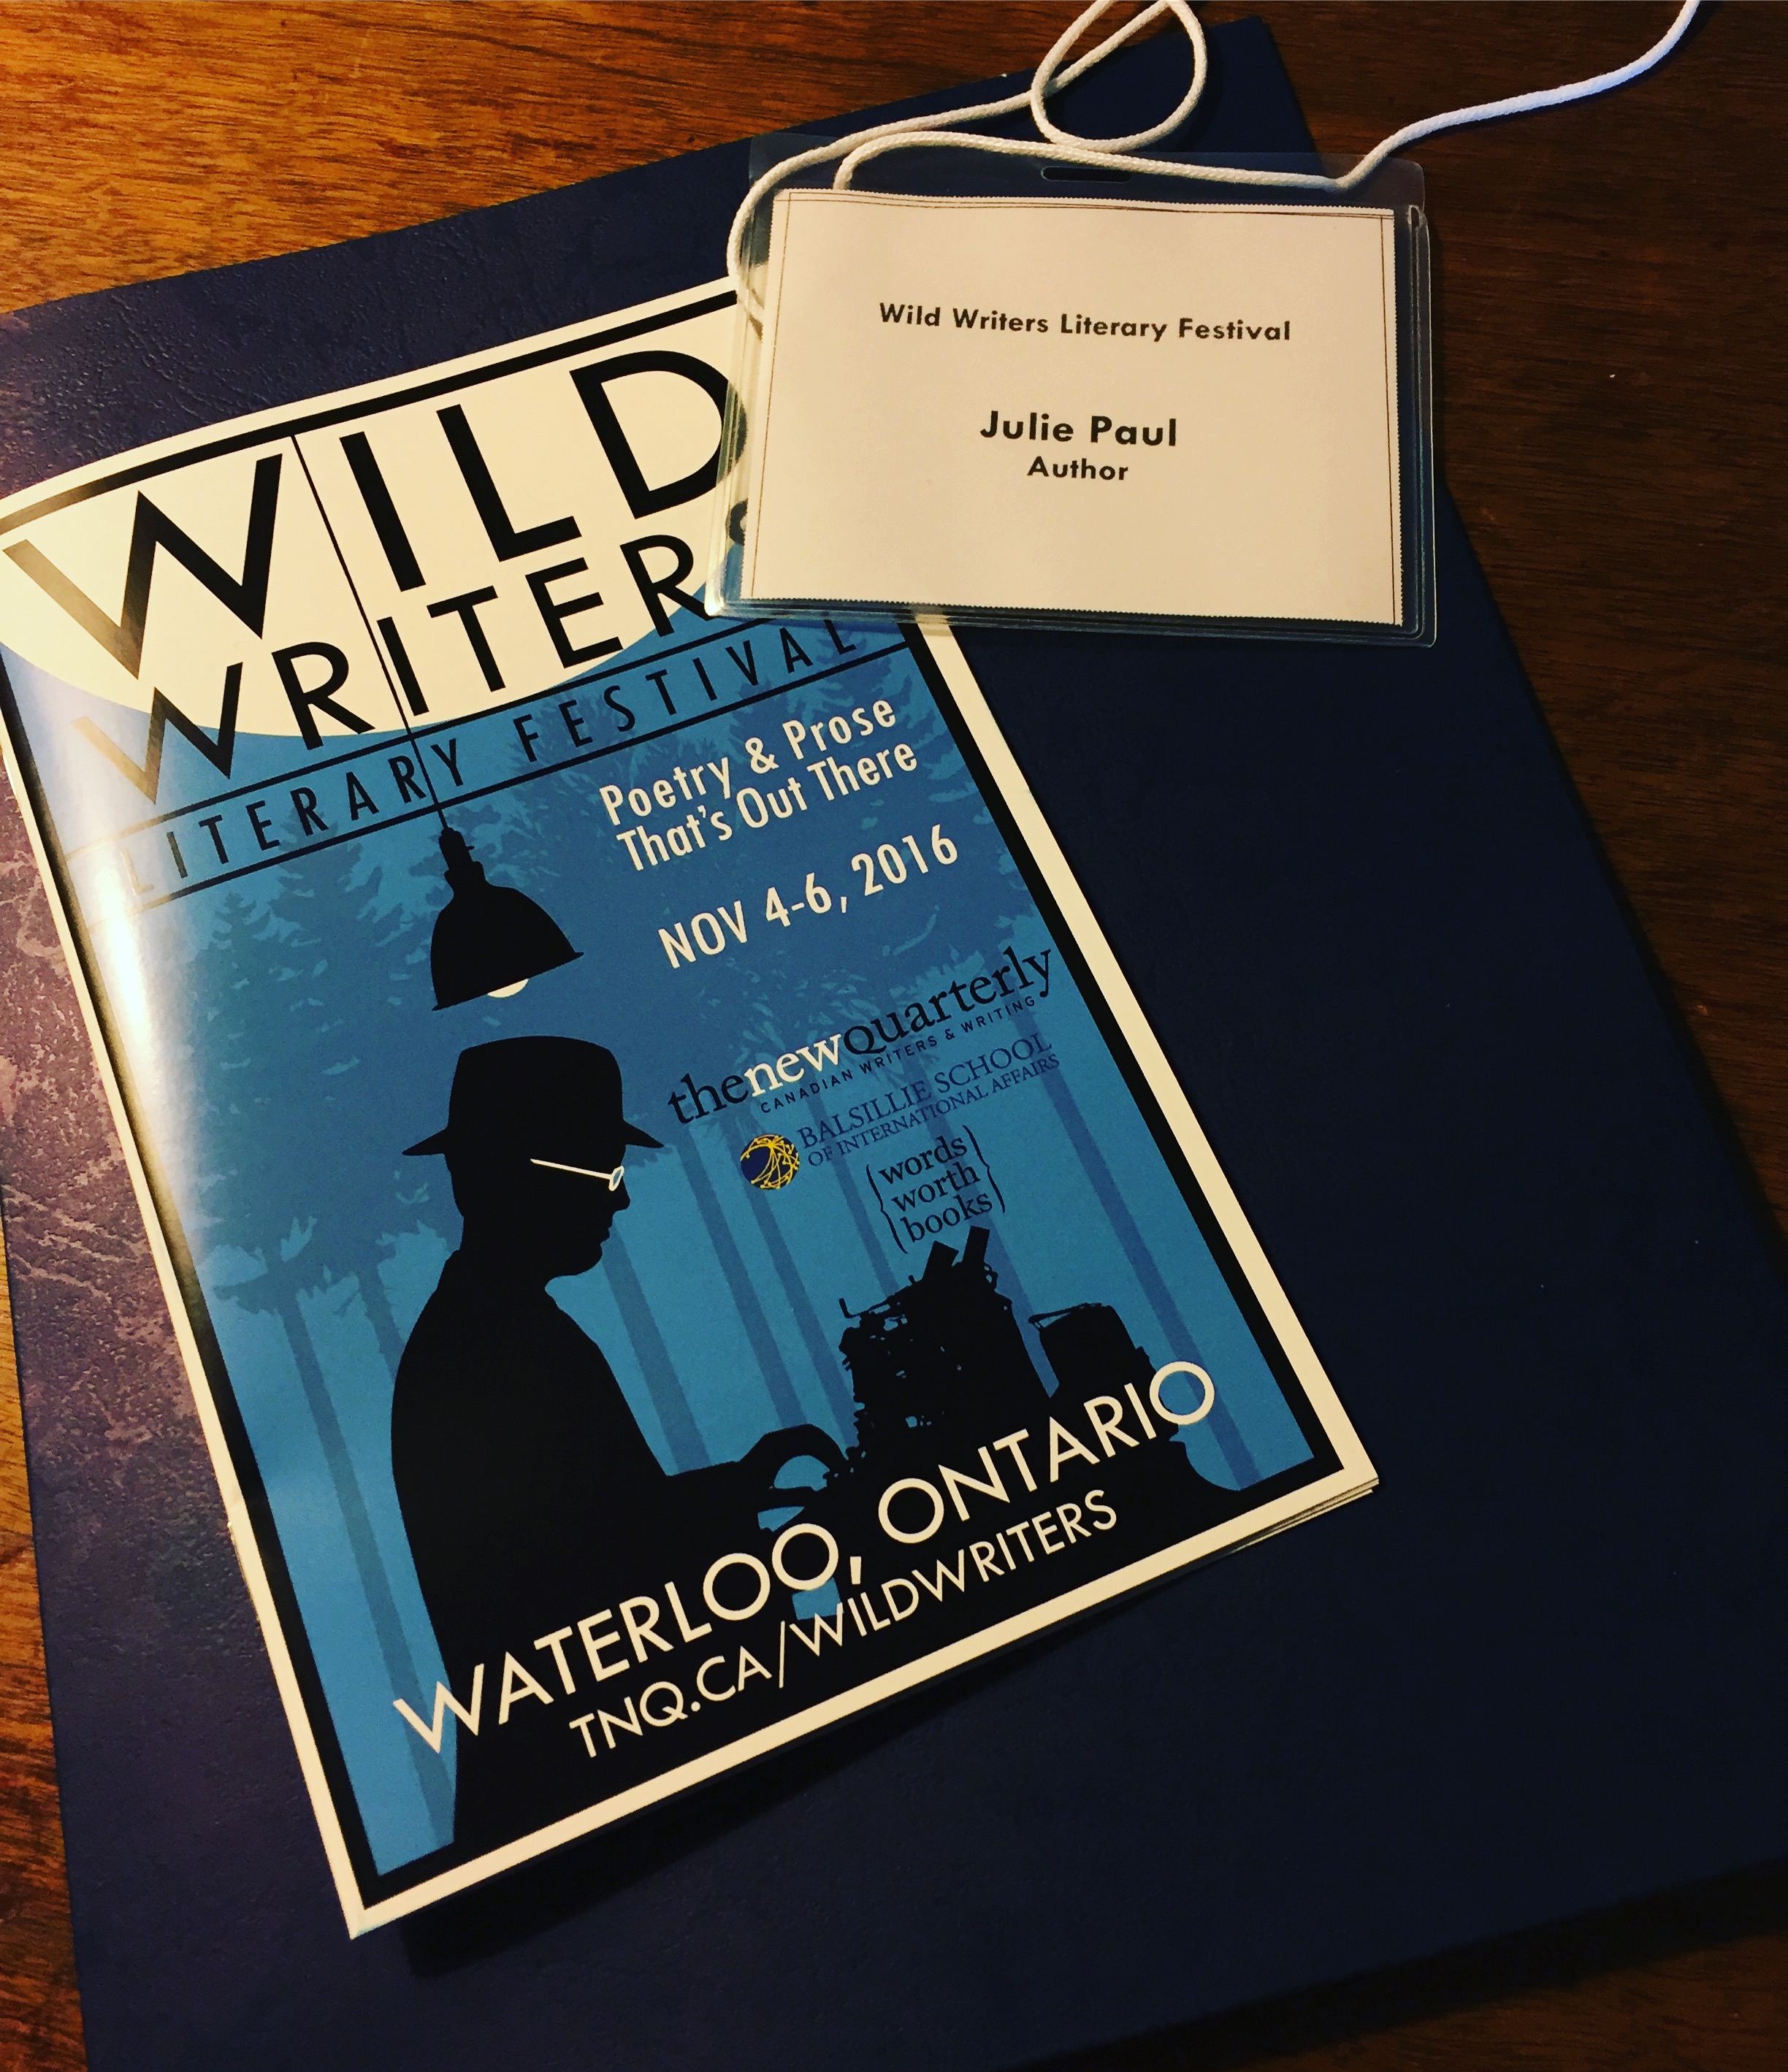 Wild Writers Literary Festival
Julie Paul
Author
WILD
WRITERS
LITERARY FESTIVAL
Poetry & Prose
That's Out There
NOV 4-6, 2016
thenewquarterly
CANADIAN WRITERS & WRITING
BALSILLIE SCHOOL
OF INTERNATIONAL AFFAIRS
{words
worth
books}
WATERLOO, ONTARIO
TNQ.CA/WILDWRITERS